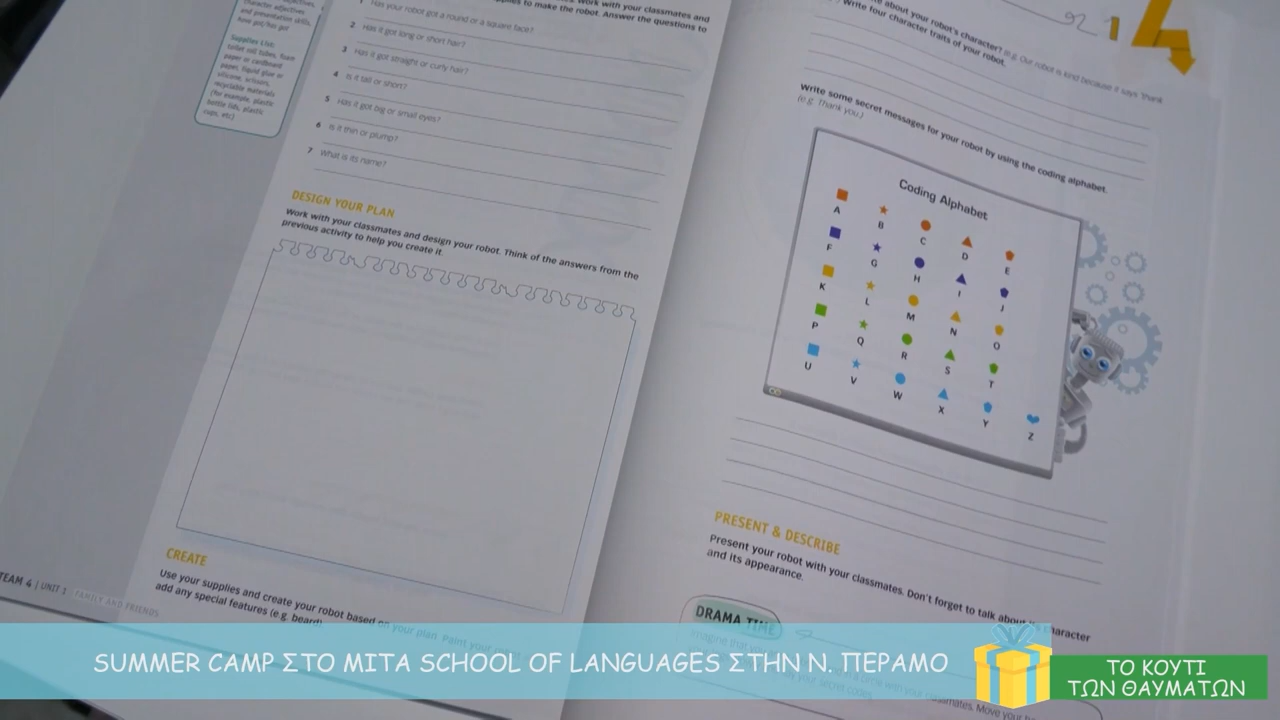 character adjectives
and presentation skills,
have got/has got
Supplies List:
toilet roll tubes, foam
paper or cardboard
paper, liquid glue or
silicone, scissors,
recyclable materials
(for example, plastic
bottle lids, plastic
cups, etc)
work with your classmates and
supplies to make the robot. Answer the questions to
1 Has your robot got a round or a square face?
2 Has it got long or short hair?
3 Has it got straight or curly hair?
4 Is it tall or short?
5 Has it got big or small eyes?
6 Is it thin or plump?
7 What is its name?
DESIGN YOUR PLAN
Work with your classmates and design your robot. Think of the answers from the
previous activity to help you create it.
CREATE
Use your supplies and create your robot based on your plan. Paint your
add any special features (e.g. beard)
TEAM 4 | UNIT 1 FAMILY AND FRIENDS
about your robot's character? (e.g. Our robot is kind because it says 'thank
Write four character traits of your robot.
Write some secret messages for your robot by using the coding alphabet.
(e.g. Thank you.)
Coding Alphabet
A B C D E
F G H I J
K L M N O
P Q R S T
U V W X Y Z
PRESENT & DESCRIBE
Present your robot with your classmates. Don't forget to talk about its character
and its appearance.
DRAMA TIME
SUMMER CAMP ΣΤΟ MITA SCHOOL OF LANGUAGES ΣΤΗΝ Ν. ΠΕΡΑΜΟ
ΤΟ ΚΟΥΤΙ
ΤΩΝ ΘΑΥΜΑΤΩΝ